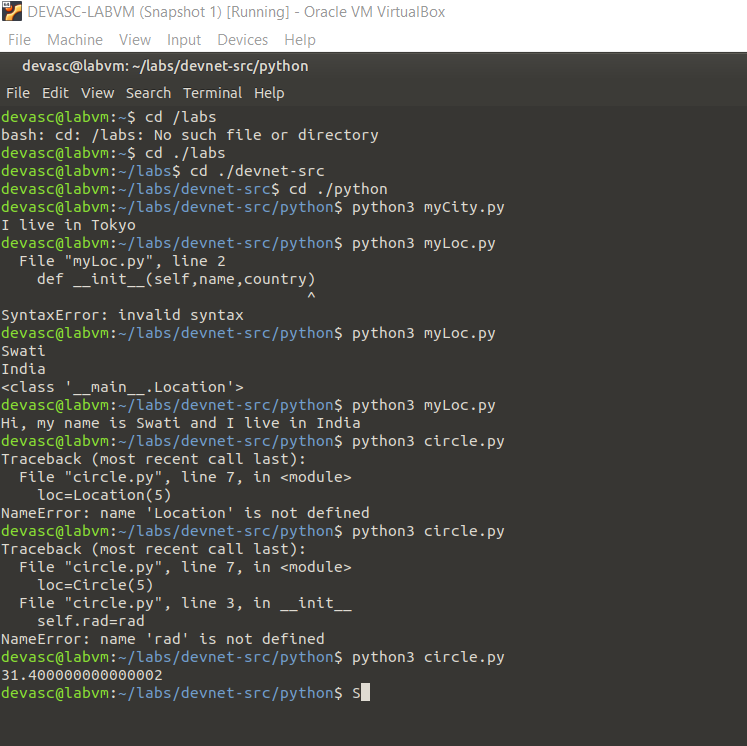 DEVASC-LABVM (Snapshot 1) [Running] - Oracle VM VirtualBox
File Machine View Input Devices Help
devasc@labvm: ~/labs/devnet-src/python
File Edit View Search Terminal Help
devasc@labvm:~$ cd /labs
bash: cd: /labs: No such file or directory
devasc@labvm:~$ cd ./labs
devasc@labvm:~/labs$ cd ./devnet-src
devasc@labvm:~/labs/devnet-src$ cd ./python
devasc@labvm:~/labs/devnet-src/python$ python3 myCity.py
I live in Tokyo
devasc@labvm:~/labs/devnet-src/python$ python3 myLoc.py
  File "myLoc.py", line 2
    def __init__(self,name,country)
                                  ^
SyntaxError: invalid syntax
devasc@labvm:~/labs/devnet-src/python$ python3 myLoc.py
Swati
India
<class '__main__.Location'>
devasc@labvm:~/labs/devnet-src/python$ python3 myLoc.py
Hi, my name is Swati and I live in India
devasc@labvm:~/labs/devnet-src/python$ python3 circle.py
Traceback (most recent call last):
  File "circle.py", line 7, in <module>
    loc=Location(5)
NameError: name 'Location' is not defined
devasc@labvm:~/labs/devnet-src/python$ python3 circle.py
Traceback (most recent call last):
  File "circle.py", line 7, in <module>
    loc=Circle(5)
  File "circle.py", line 3, in __init__
    self.rad=rad
NameError: name 'rad' is not defined
devasc@labvm:~/labs/devnet-src/python$ python3 circle.py
31.400000000000002
devasc@labvm:~/labs/devnet-src/python$ S